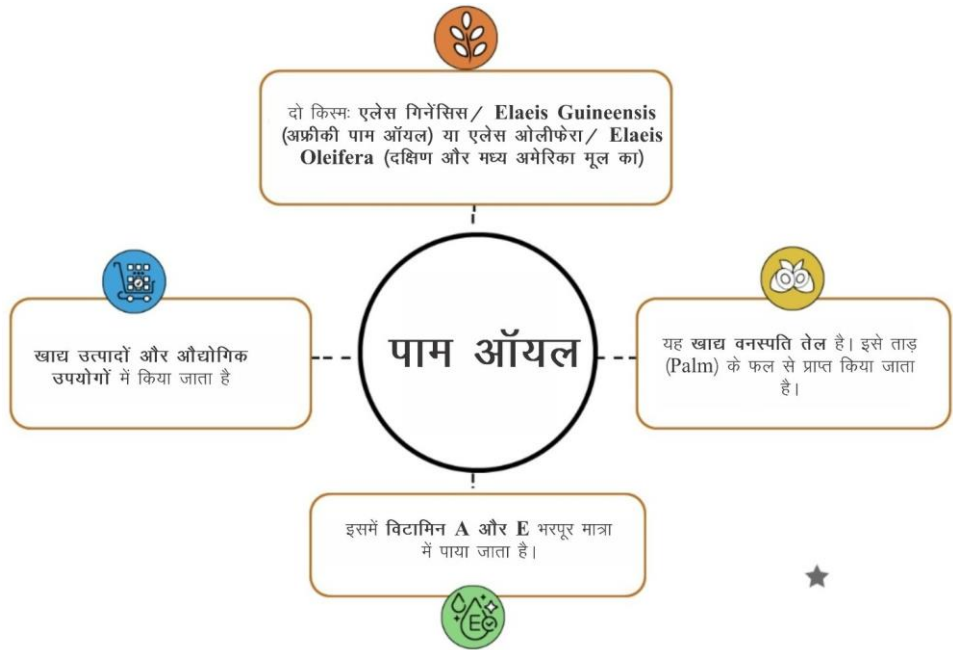 दो किस्मः एलेस गिनेंसिस/ Elaeis Guineensis
(अफ्रीकी पाम ऑयल) या एलेस ओलीफेरा/ Elaeis
Oleifera (दक्षिण और मध्य अमेरिका मूल का)
खाद्य उत्पादों और औद्योगिक
उपयोगों में किया जाता है
पाम ऑयल
यह खाद्य वनस्पति तेल है। इसे ताड़
(Palm) के फल से प्राप्त किया जाता
है।
इसमें विटामिन A और E भरपूर मात्रा
में पाया जाता है।
E